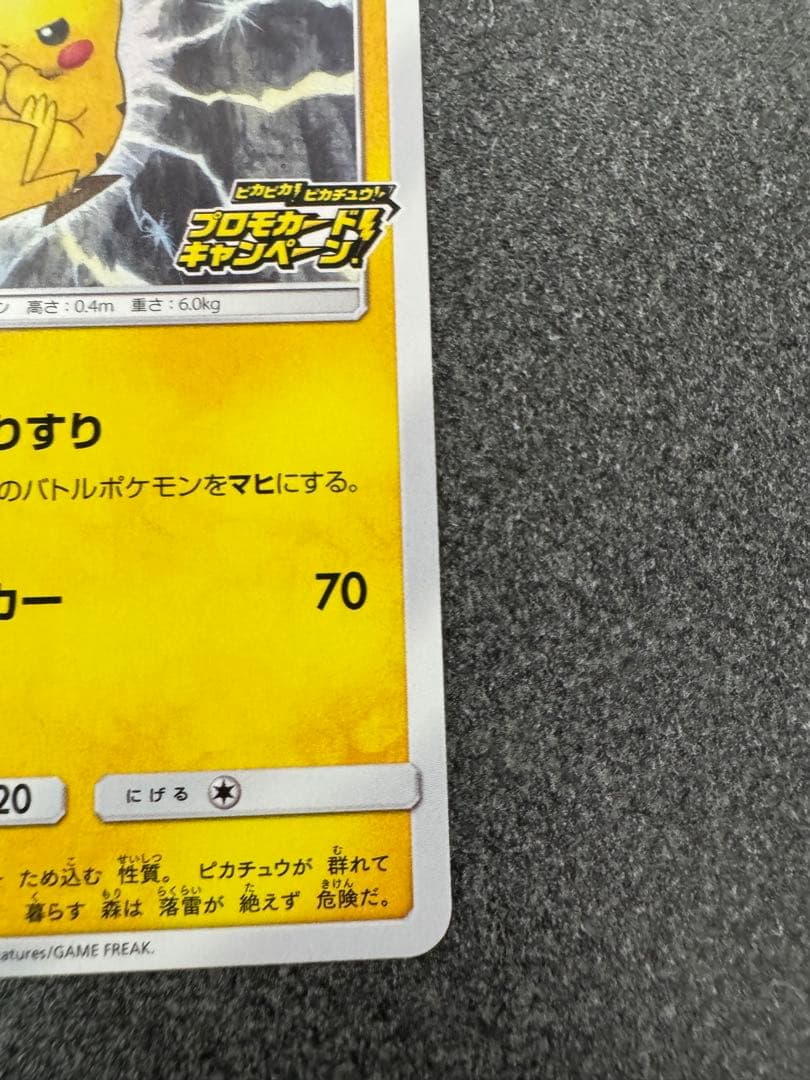 ピカピカ! ピカチュウ!
プロモカード
キャンペーン!
ン 高さ:0.4m 重さ:6.0kg
りすり
のバトルポケモンをマヒにする。
カー 70
20 にげる
ため込む 性質。 ピカチュウが 群れて
暮らす 森は 落雷が 絶えず 危険だ。
atures/GAME FREAK.